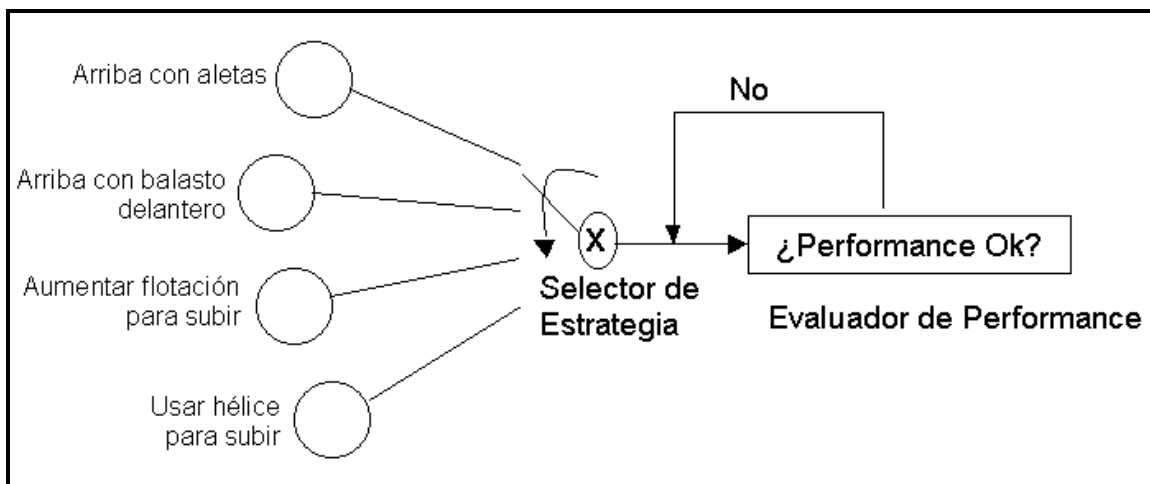 Arriba con aletas
Arriba con balasto
delantero
Aumentar flotación
para subir
Usar hélice
para subir
X
Selector de
Estrategia
No
¿Performance Ok?
Evaluador de Performance